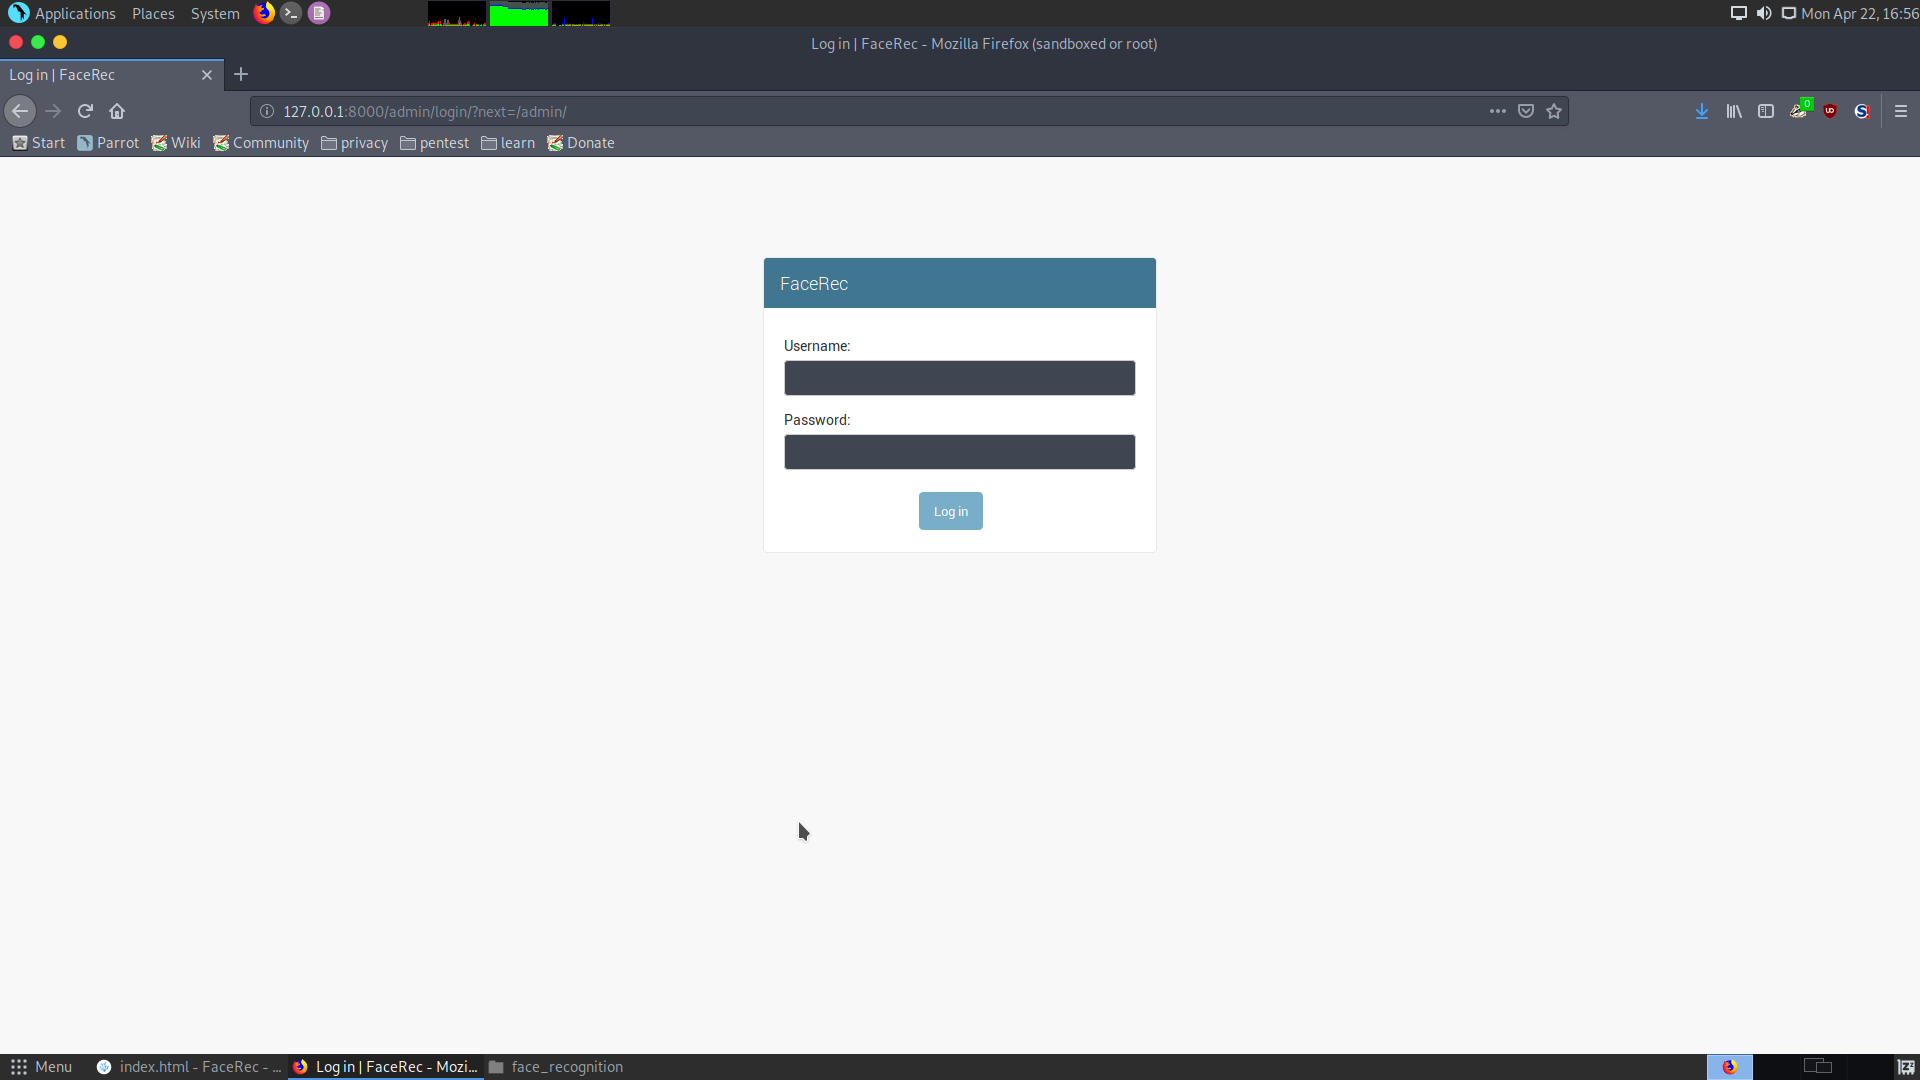 Applications Places System Mon Apr 22, 16:56
Log in | FaceRec - Mozilla Firefox (sandboxed or root)
Log in | FaceRec
127.0.0.1:8000/admin/login/?next=/admin/
0
Start Parrot Wiki Community privacy pentest learn Donate
FaceRec
Username:
Password:
Log in
Menu index.html - FaceRec - ... Log in | FaceRec - Mozi... face_recognition